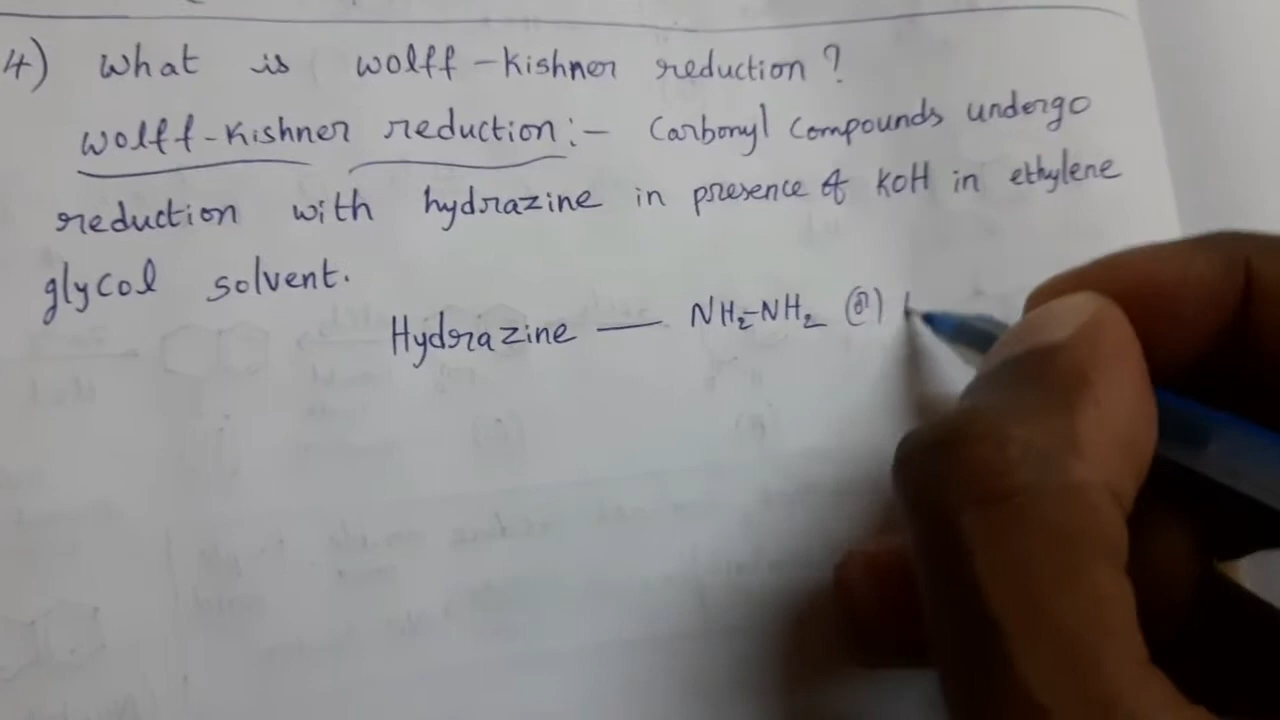 4) What is wolff-Kishner reduction?
wolff-Kishner reduction:- Carbonyl Compounds undergo
reduction with hydrazine in presence of KOH in ethylene
glycol solvent.
Hydrazine — NH₂-NH₂ (or)